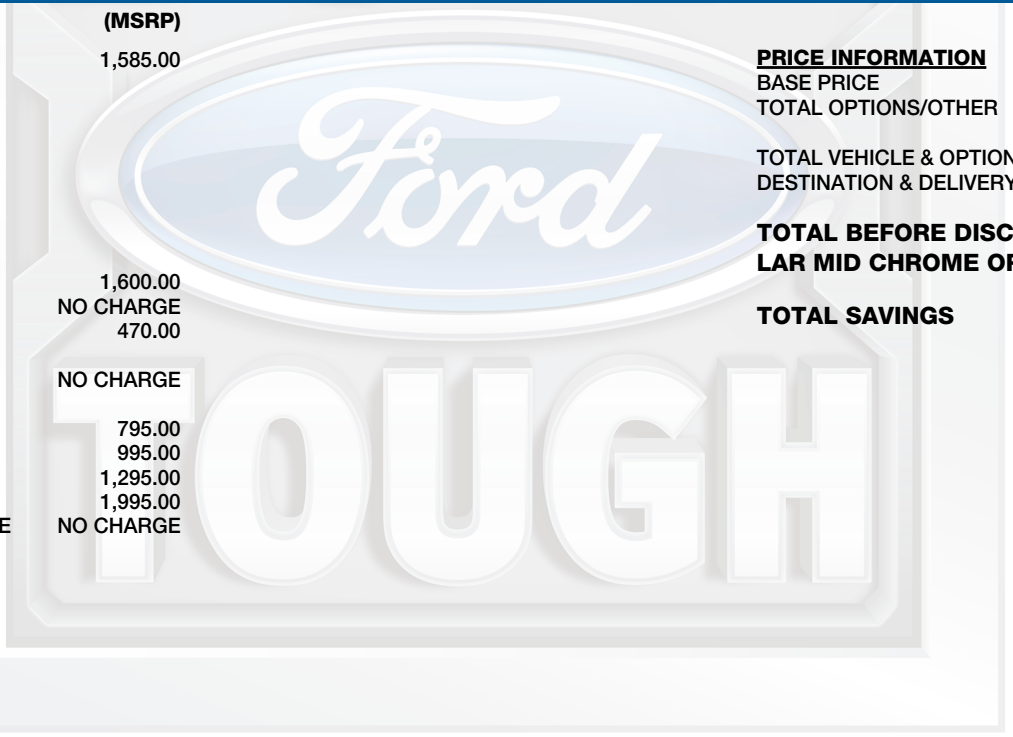 (MSRP)
1,585.00
1,600.00
NO CHARGE
470.00
NO CHARGE
795.00
995.00
1,295.00
1,995.00
E NO CHARGE
Ford
TOUGH
PRICE INFORMATION
BASE PRICE
TOTAL OPTIONS/OTHER
TOTAL VEHICLE & OPTION
DESTINATION & DELIVERY
TOTAL BEFORE DISC
LAR MID CHROME OF
TOTAL SAVINGS